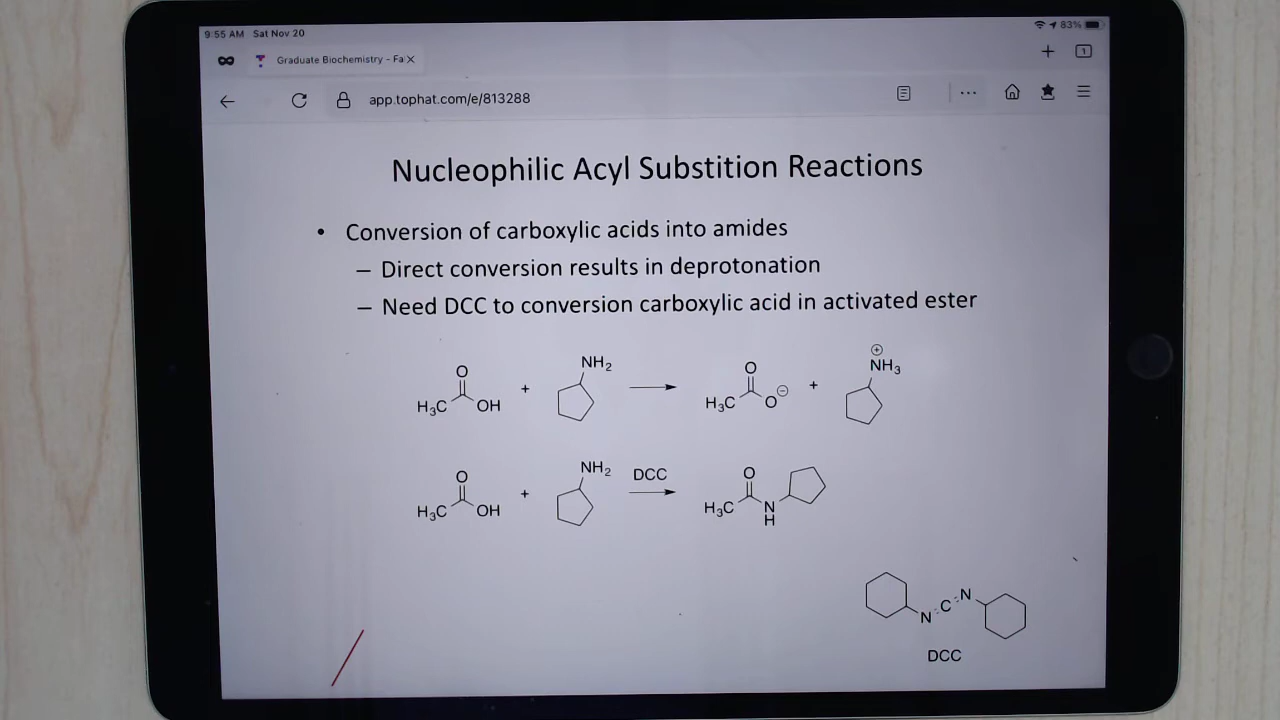 9:55 AM Sat Nov 20
83%
Graduate Biochemistry - Fa
1
app.tophat.com/e/813288
Nucleophilic Acyl Substition Reactions
• Conversion of carboxylic acids into amides
– Direct conversion results in deprotonation
– Need DCC to conversion carboxylic acid in activated ester
O
H₃C OH + NH₂
O
H₃C O⊖ + ⊕
NH₃
O
H₃C OH + NH₂ DCC
O
H₃C N
H
N C N
DCC